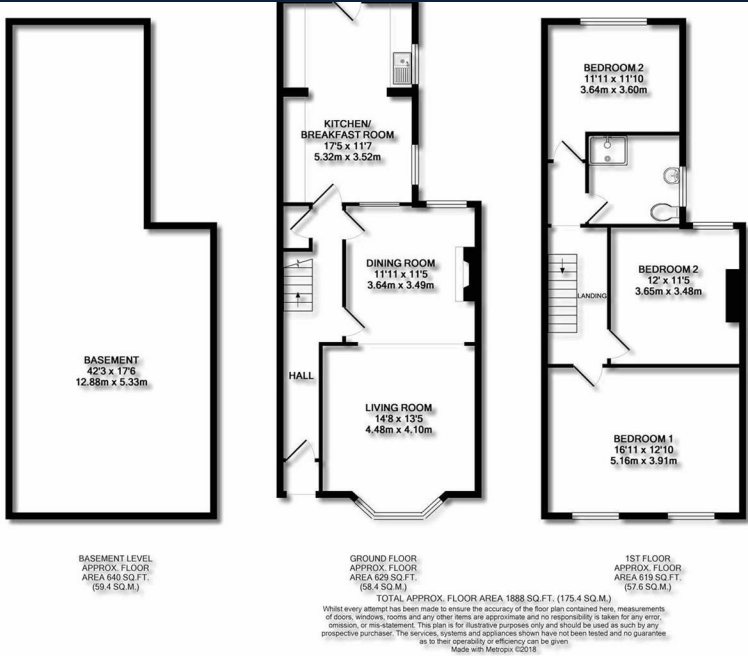 BASEMENT
42'3 x 17'6
12.88m x 5.33m
KITCHEN/
BREAKFAST ROOM
17'5 x 11'7
5.32m x 3.52m
DINING ROOM
11'11 x 11'5
3.64m x 3.49m
HALL
LIVING ROOM
14'8 x 13'5
4.48m x 4.10m
BEDROOM 2
11'11 x 11'10
3.64m x 3.60m
BEDROOM 2
12' x 11'5
3.65m x 3.48m
LANDING
BEDROOM 1
16'11 x 12'10
5.16m x 3.91m
BASEMENT LEVEL
APPROX. FLOOR
AREA 640 SQ.FT.
(59.4 SQ.M.)
GROUND FLOOR
APPROX. FLOOR
AREA 629 SQ.FT.
(58.4 SQ.M.)
1ST FLOOR
APPROX. FLOOR
AREA 619 SQ.FT.
(57.6 SQ.M.)
TOTAL APPROX. FLOOR AREA 1888 SQ.FT. (175.4 SQ.M.)
Whilst every attempt has been made to ensure the accuracy of the floor plan contained here, measurements
of doors, windows, rooms and any other items are approximate and no responsibility is taken for any error,
omission, or mis-statement. This plan is for illustrative purposes only and should be used as such by any
prospective purchaser. The services, systems and appliances shown have not been tested and no guarantee
as to their operability or efficiency can be given
Made with Metropix ©2018